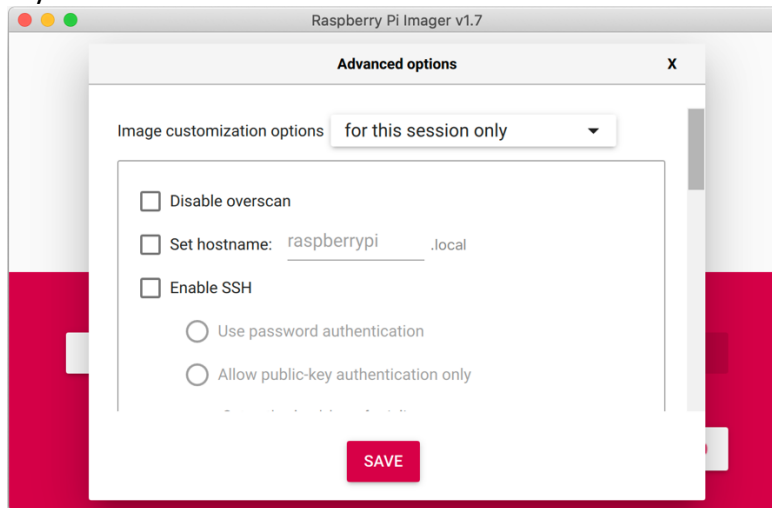 Raspberry Pi Imager v1.7
Advanced options X
Image customization options for this session only
Disable overscan
Set hostname: raspberrypi .local
Enable SSH
Use password authentication
Allow public-key authentication only
SAVE